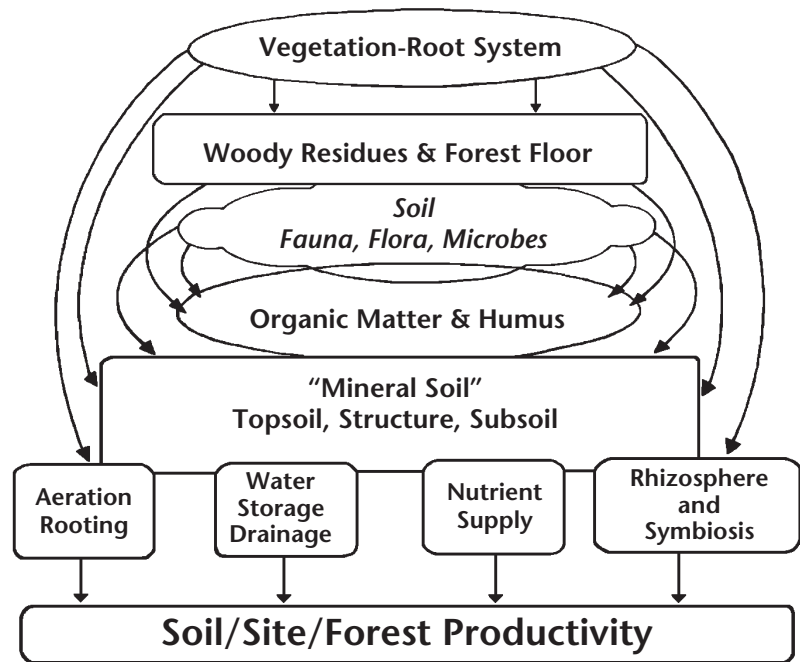 Vegetation-Root System
Woody Residues & Forest Floor
Soil
Fauna, Flora, Microbes
Organic Matter & Humus
“Mineral Soil”
Topsoil, Structure, Subsoil
Aeration
Rooting
Water
Storage
Drainage
Nutrient
Supply
Rhizosphere
and
Symbiosis
Soil/Site/Forest Productivity